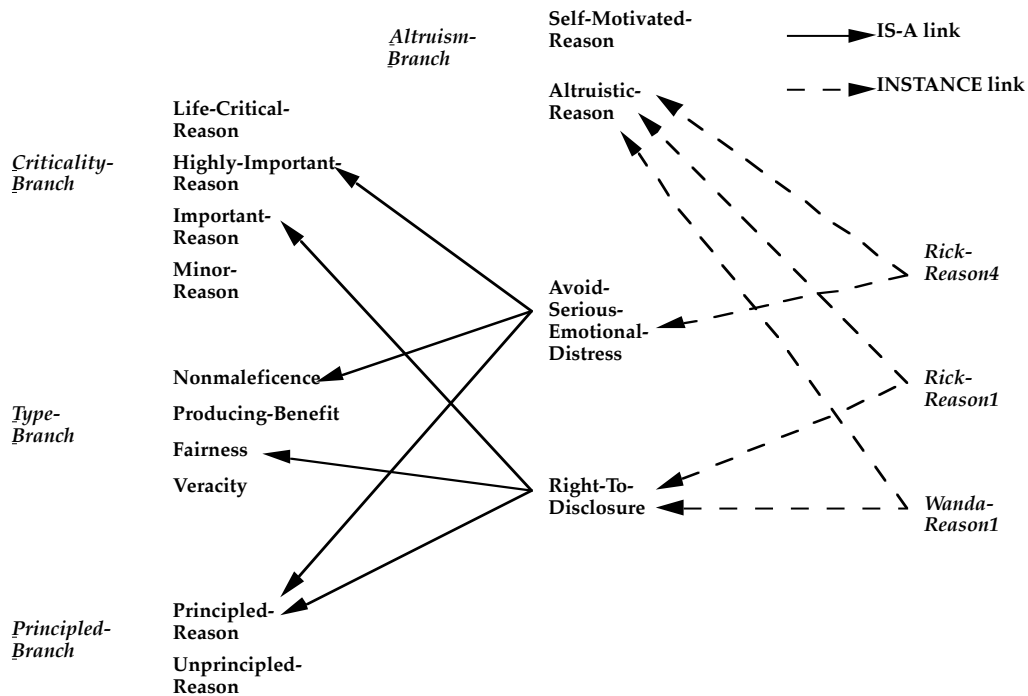 Self-Motivated-
Reason
IS-A link
Altruism-
Branch
INSTANCE link
Altruistic-
Reason
Life-Critical-
Reason
Criticality-
Branch
Highly-Important-
Reason
Important-
Reason
Minor-
Reason
Rick-
Reason4
Avoid-
Serious-
Emotional-
Distress
Nonmaleficence
Rick-
Reason1
Type-
Branch
Producing-Benefit
Fairness
Veracity
Right-To-
Disclosure
Wanda-
Reason1
Principled-
Branch
Principled-
Reason
Unprincipled-
Reason